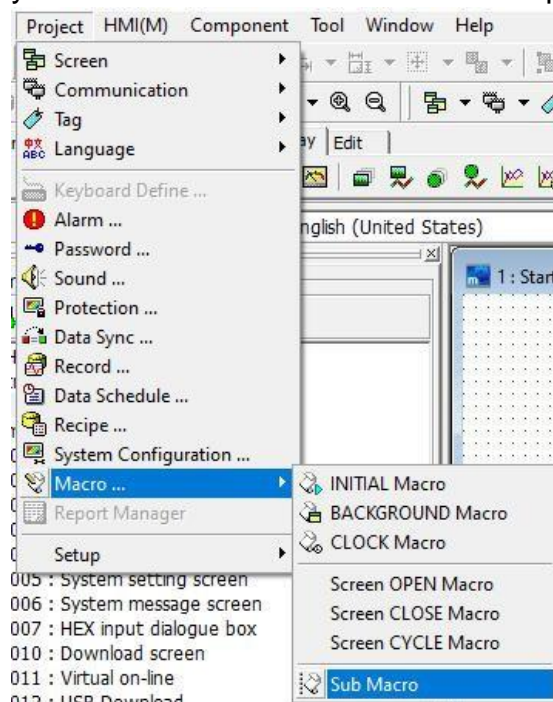 Project HMI(M) Component Tool Window Help
Screen
Communication
Tag
Language
Edit
Keyboard Define ...
Alarm ...
nglish (United States)
Password ...
Sound ...
1 : Start
Protection ...
Data Sync ...
Record ...
Data Schedule ...
Recipe ...
System Configuration ...
Macro ...
INITIAL Macro
Report Manager
BACKGROUND Macro
CLOCK Macro
Setup
005 : System setting screen
Screen OPEN Macro
006 : System message screen
Screen CLOSE Macro
007 : HEX input dialogue box
Screen CYCLE Macro
010 : Download screen
011 : Virtual on-line
Sub Macro
012 : USB Download